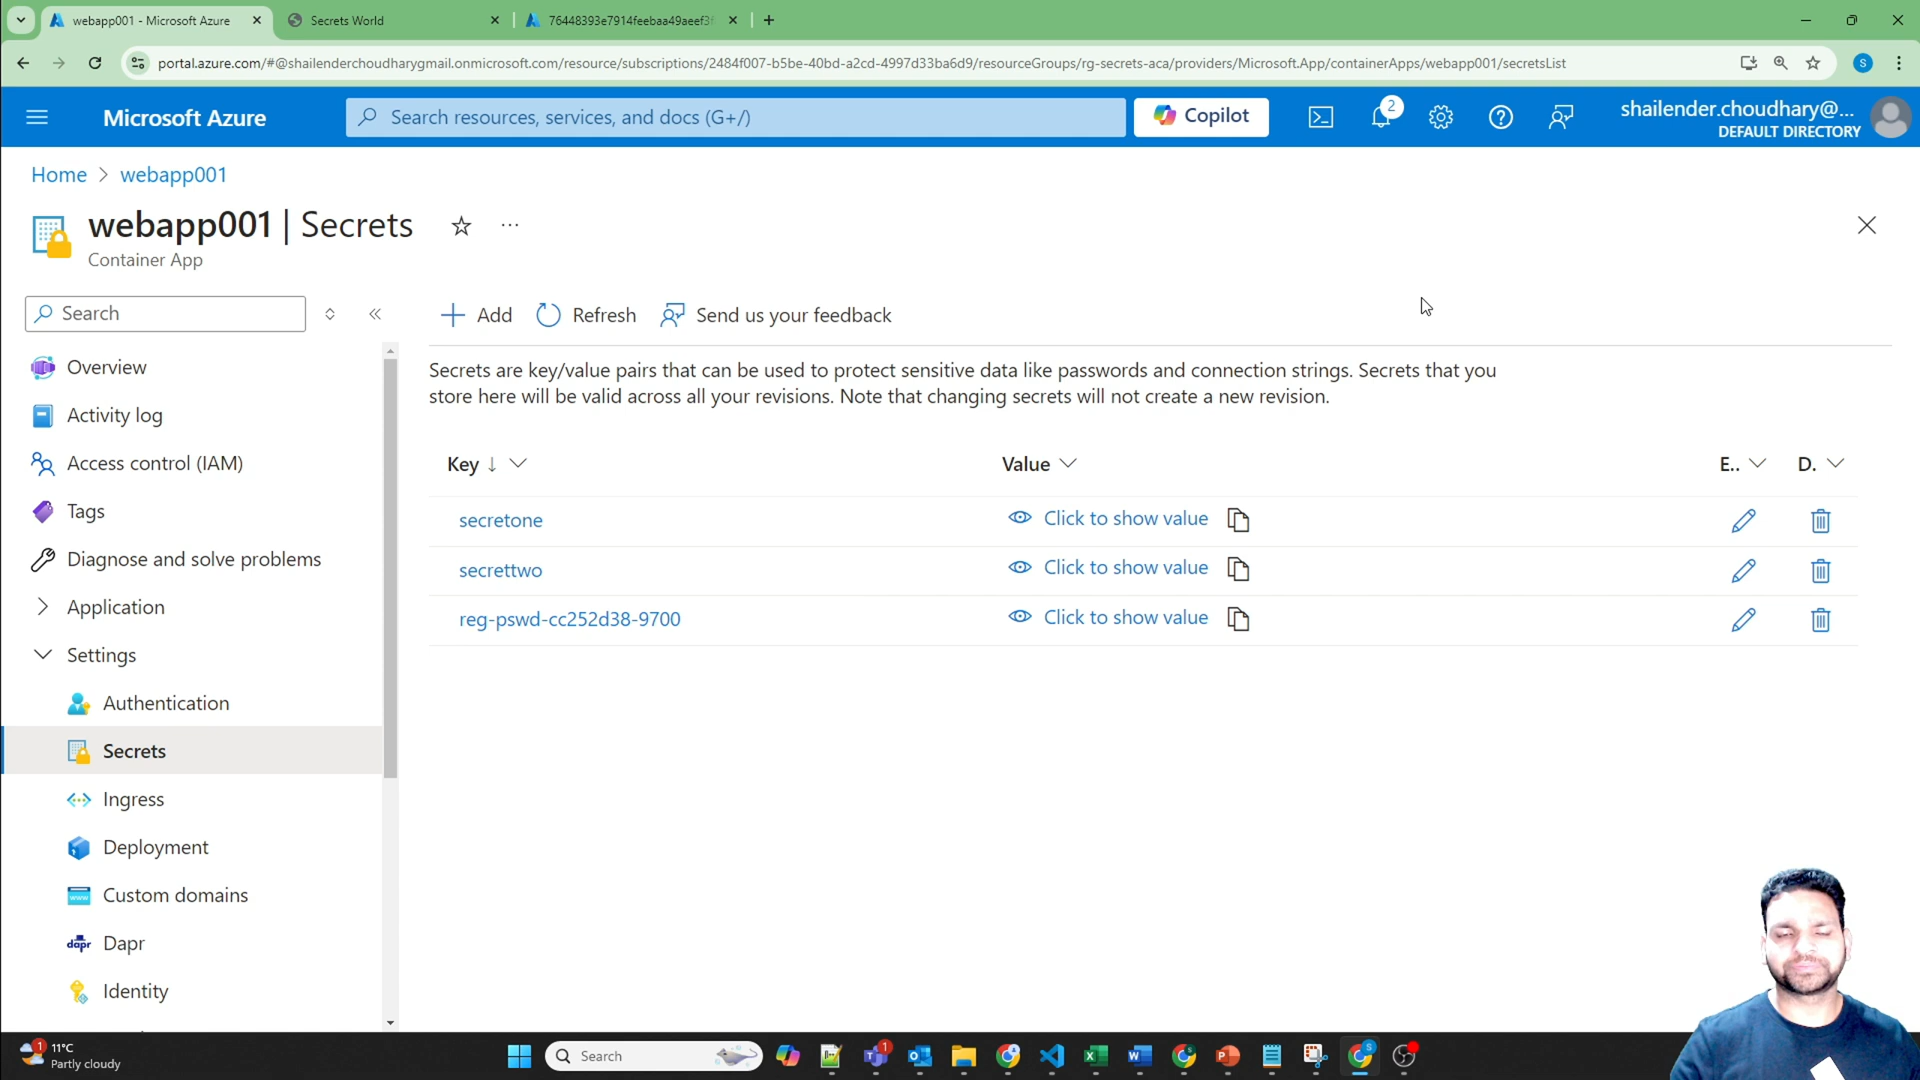 webapp001 - Microsoft Azure
Secrets World
76448393e7914feebaa49aeef3f
portal.azure.com/#@shailenderchoudharygmail.onmicrosoft.com/resource/subscriptions/2484f007-b5be-40bd-a2cd-4997d33ba6d9/resourceGroups/rg-secrets-aca/providers/Microsoft.App/containerApps/webapp001/secretsList
S
Microsoft Azure
Search resources, services, and docs (G+/)
Copilot
2
shailender.choudhary@...
DEFAULT DIRECTORY
Home > webapp001
webapp001 | Secrets
Container App
Search
Add
Refresh
Send us your feedback
Overview
Activity log
Access control (IAM)
Tags
Diagnose and solve problems
Application
Settings
Authentication
Secrets
Ingress
Deployment
Custom domains
dapr
Dapr
Identity
Secrets are key/value pairs that can be used to protect sensitive data like passwords and connection strings. Secrets that you
store here will be valid across all your revisions. Note that changing secrets will not create a new revision.
Key ↓ Value E.. D.
secretone Click to show value
secrettwo Click to show value
reg-pswd-cc252d38-9700 Click to show value
1
11°C
Partly cloudy
Search
1
S